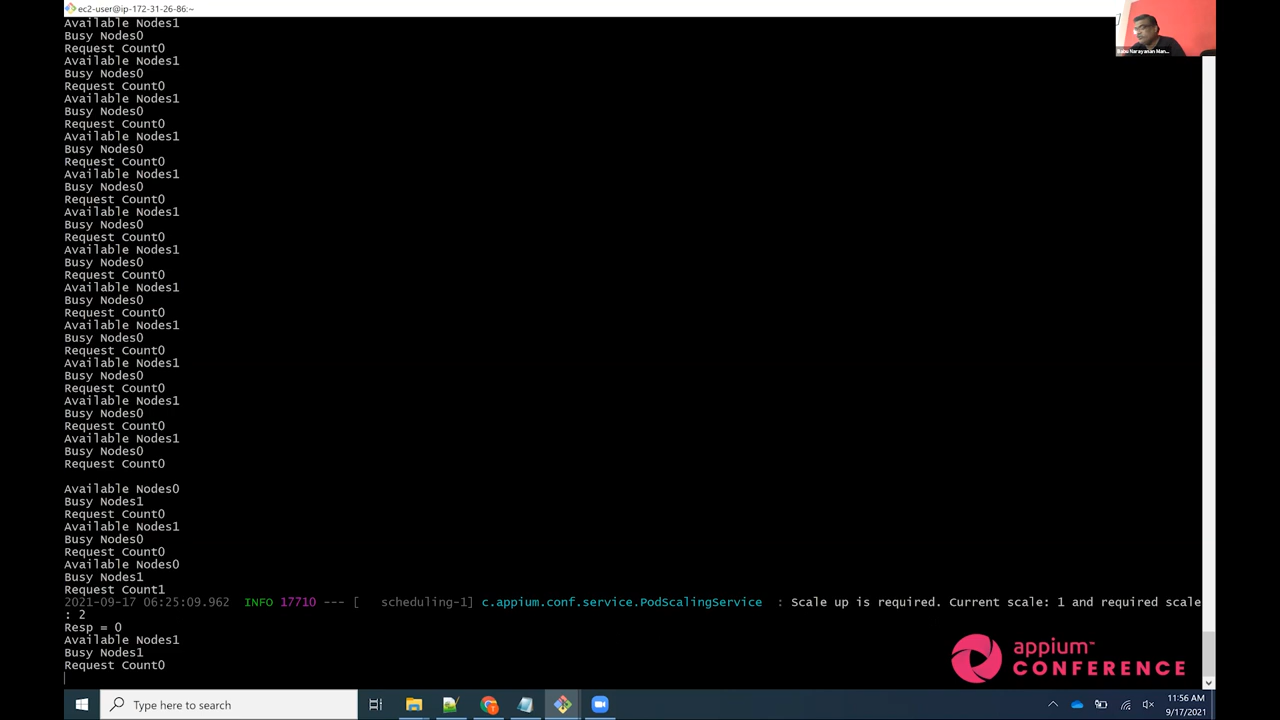 ec2-user@ip-172-31-26-86:~
Available Nodes1
Busy Nodes0
Request Count0
Available Nodes1
Busy Nodes0
Request Count0
Available Nodes1
Busy Nodes0
Request Count0
Available Nodes1
Busy Nodes0
Request Count0
Available Nodes1
Busy Nodes0
Request Count0
Available Nodes1
Busy Nodes0
Request Count0
Available Nodes1
Busy Nodes0
Request Count0
Available Nodes1
Busy Nodes0
Request Count0
Available Nodes1
Busy Nodes0
Request Count0
Available Nodes1
Busy Nodes0
Request Count0
Available Nodes1
Busy Nodes0
Request Count0
Available Nodes1
Busy Nodes0
Request Count0
Available Nodes0
Busy Nodes1
Request Count0
Available Nodes1
Busy Nodes0
Request Count0
Available Nodes0
Busy Nodes1
Request Count1
2021-09-17 06:25:09.962 INFO 17710 --- [ scheduling-1] c.appium.conf.service.PodScalingService : Scale up is required. Current scale: 1 and required scale
: 2
Resp = 0
Available Nodes1
Busy Nodes1
Request Count0
Babu Narayanan Man...
appium™
CONFERENCE
Type here to search
11:56 AM
9/17/2021